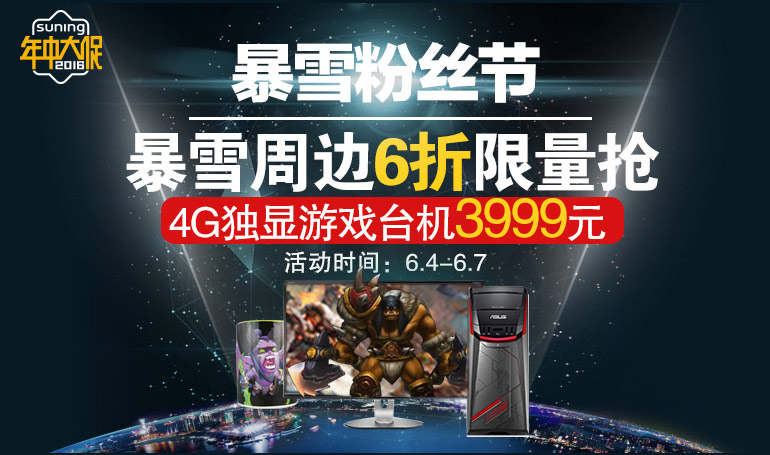 suning
年中大促
2016
暴雪粉丝节
暴雪周边6折限量抢
4G独显游戏台机3999元
活动时间：6.4-6.7
ASUS